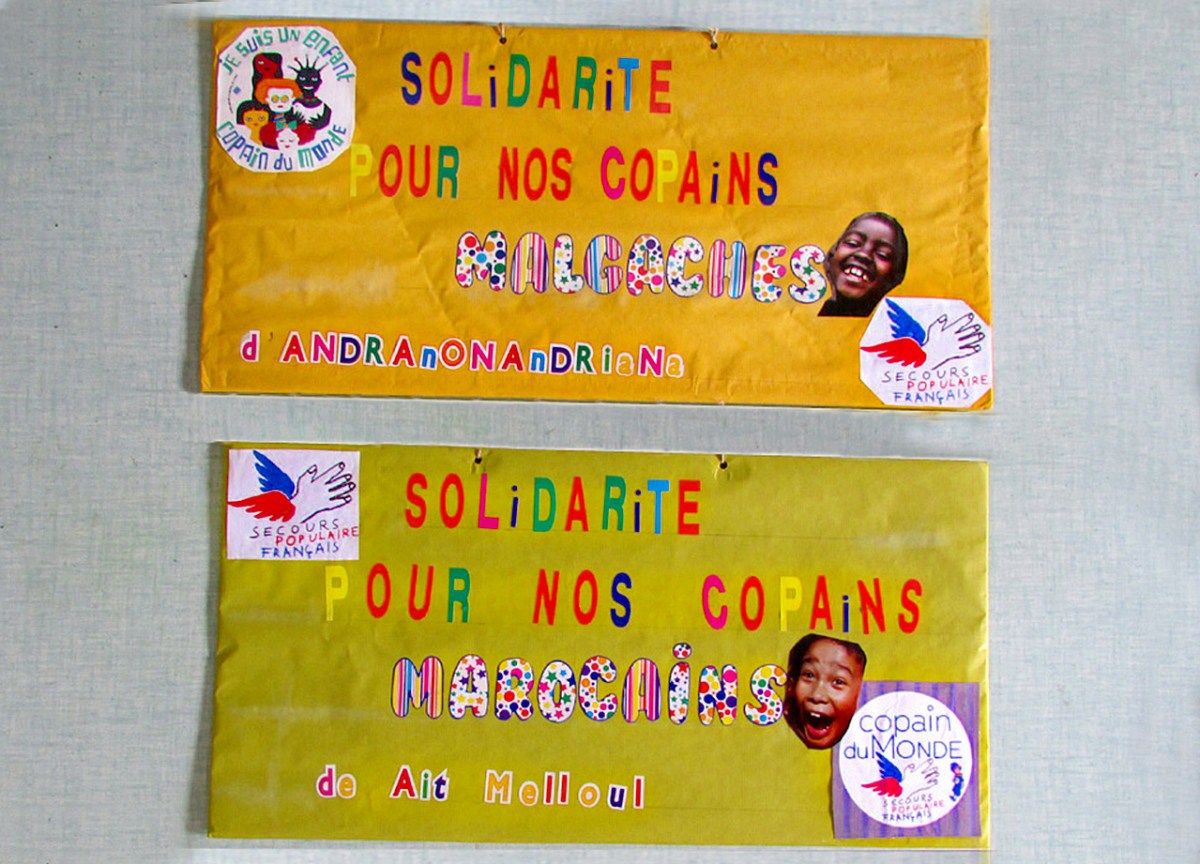 JE SUIS UN ENFANT
COPAIN DU MONDE
SOLiDARiTE
POUR NOS COPAiNS
MALGACHES
d'ANDRAnONAnDRiaNa
SECOURS
POPULAIRE
FRANÇAIS
SECOURS
POPULAIRE
FRANÇAIS
SOLiDARiTE
POUR NOS COPAiNS
MAROCAiNS
de Ait Melloul
copain
du MONDE
SECOURS
POPULAIRE
FRANÇAIS